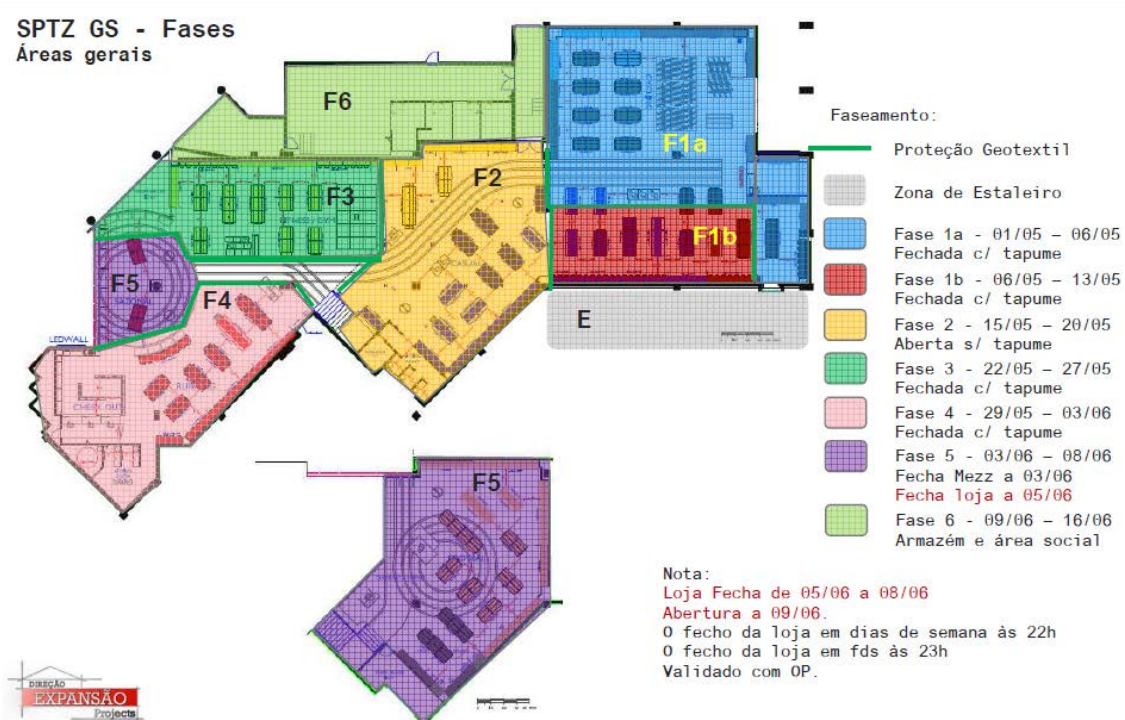 SPTZ GS - Fases
Áreas gerais
F6
F1a
F2
F3
F1b
F5
F4
E
LEDWALL
CHECK OUT
F5
Faseamento:
Proteção Geotextil
Zona de Estaleiro
Fase 1a - 01/05 – 06/05
Fechada c/ tapume
Fase 1b - 06/05 - 13/05
Fechada c/ tapume
Fase 2 - 15/05 – 20/05
Aberta s/ tapume
Fase 3 - 22/05 – 27/05
Fechada c/ tapume
Fase 4 - 29/05 – 03/06
Fechada c/ tapume
Fase 5 - 03/06 – 08/06
Fecha Mezz a 03/06
Fecha loja a 05/06
Fase 6 - 09/06 – 16/06
Armazém e área social
Nota:
Loja Fecha de 05/06 a 08/06
Abertura a 09/06.
O fecho da loja em dias de semana às 22h
O fecho da loja em fds às 23h
Validado com OP.
DIREÇÃO
EXPANSÃO
Projects